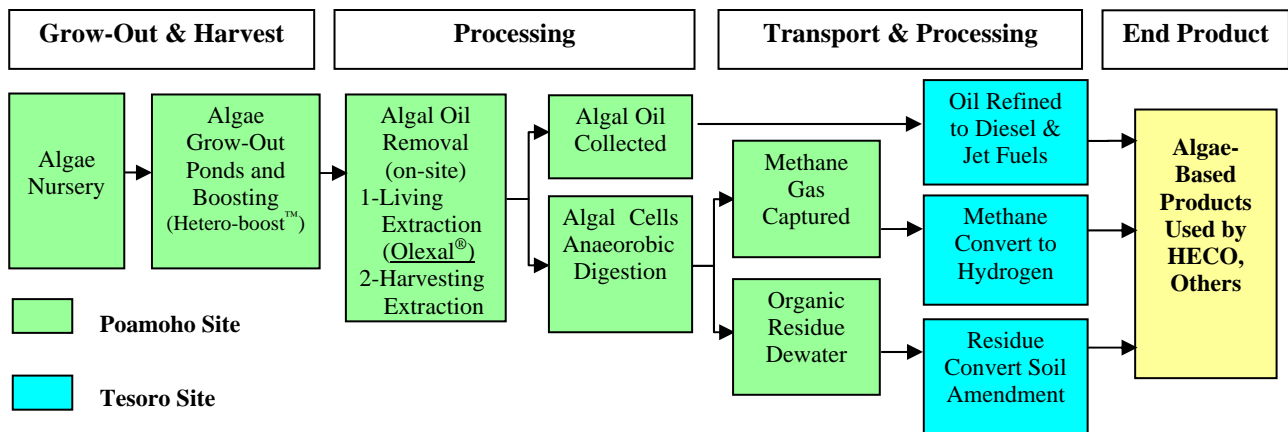 Grow-Out & Harvest
Processing
Transport & Processing
End Product
Algae
Nursery
Algae
Grow-Out
Ponds and
Boosting
(Hetero-boost™)
Algal Oil
Removal
(on-site)
1-Living
Extraction
(Olexal®)
2-Harvesting
Extraction
Algal Oil
Collected
Algal Cells
Anaeorobic
Digestion
Methane
Gas
Captured
Organic
Residue
Dewater
Oil Refined
to Diesel &
Jet Fuels
Methane
Convert to
Hydrogen
Residue
Convert Soil
Amendment
Algae-
Based
Products
Used by
HECO,
Others
Poamoho Site
Tesoro Site